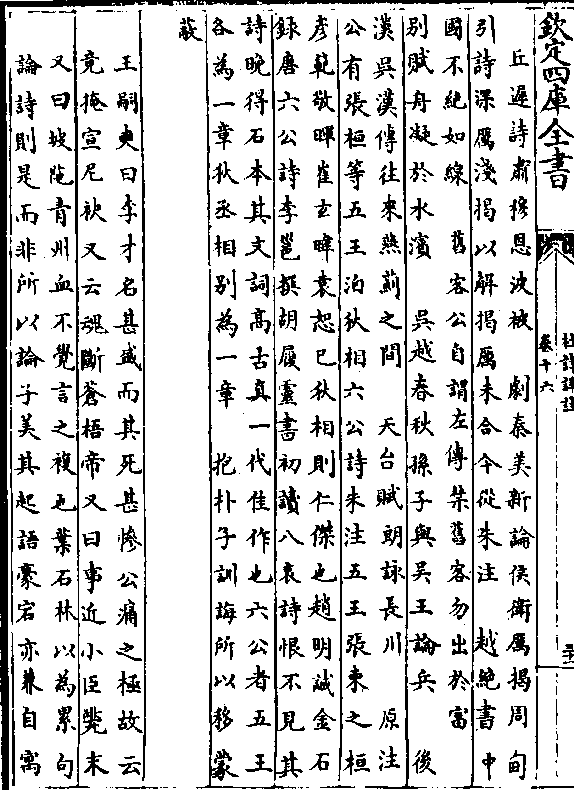 欽定四庫全書
杜詩詳註
卷十六
丘遲詩肅穆恩波被　劇秦美新論侯衛厲揭周甸
引詩深厲淺揭以解揭厲未合今從朱注　越絶書中
國不絶如線　舊客公自謂左傳榮舊客勿出於富
別賦舟凝於水濱　吳越春秋孫子與吳王論兵　後
漢吳漢傳往來燕薊之間　天台賦朗詠長川　原注
公有張桓等五王洎狄相六公詩朱注五王張柬之桓
彥範敬暉崔玄暐袁恕已狄相則仁傑也趙明誠金石
録唐六公詩李邕撰胡履靈書初讀八哀詩恨不見其
詩晚得石本其文詞髙古真一代佳作也六公者五王
各為一章狄丞相别為一章　抱朴子訓誨所以移蒙
蔽
王嗣奭曰李才名甚盛而其死甚慘公痛之極故云
竟掩宣尼袂又云魂斷蒼梧帝又曰事近小臣斃末
又曰坡陁青州血不覺言之複也葉石林以為累句
論詩則是而非所以論子美其起語豪宕亦兼自寓